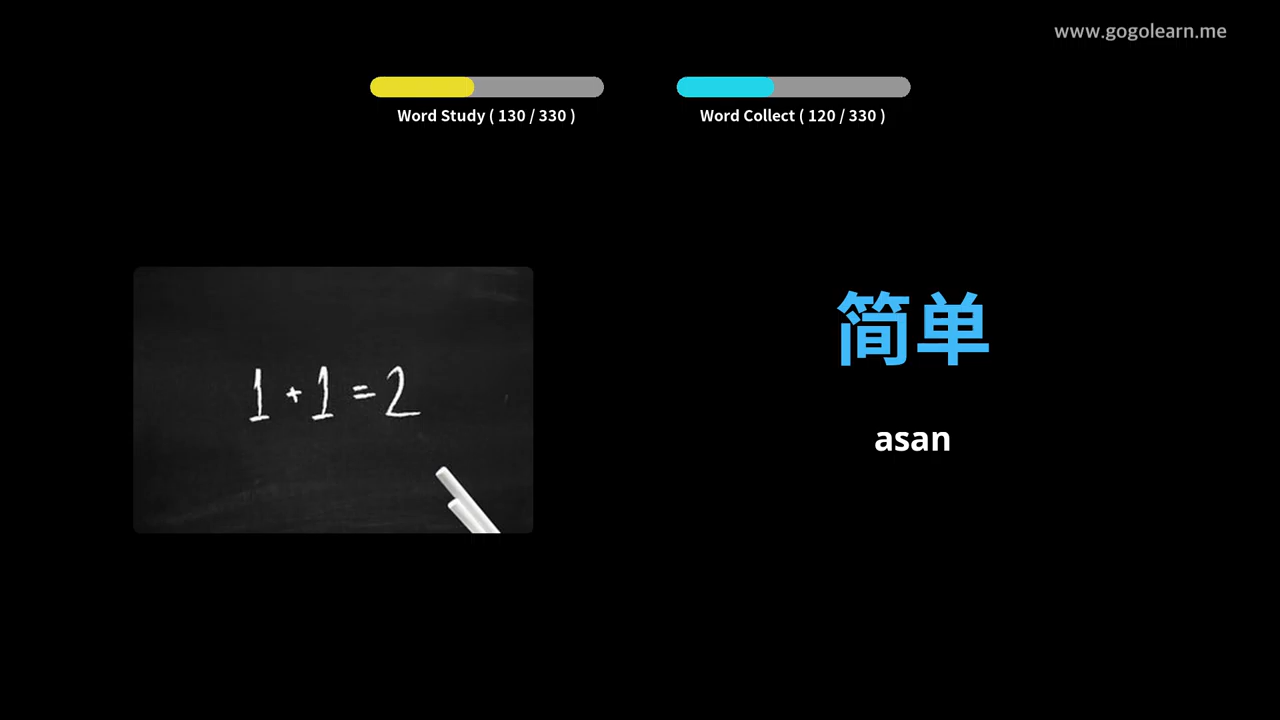 www.gogolearn.me
Word Study ( 130 / 330 )
Word Collect ( 120 / 330 )
1 + 1 = 2
简单
asan